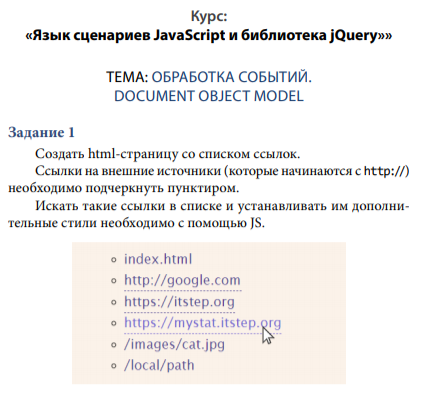 Курс:
«Язык сценариев JavaScript и библиотека jQuery»»
ТЕМА: ОБРАБОТКА СОБЫТИЙ.
DOCUMENT OBJECT MODEL
Задание 1
Создать html-страницу со списком ссылок.
Ссылки на внешние источники (которые начинаются с http://)
необходимо подчеркнуть пунктиром.
Искать такие ссылки в списке и устанавливать им дополни-
тельные стили необходимо с помощью JS.
index.html
http://google.com
https://itstep.org
https://mystat.itstep.org
/images/cat.jpg
/local/path